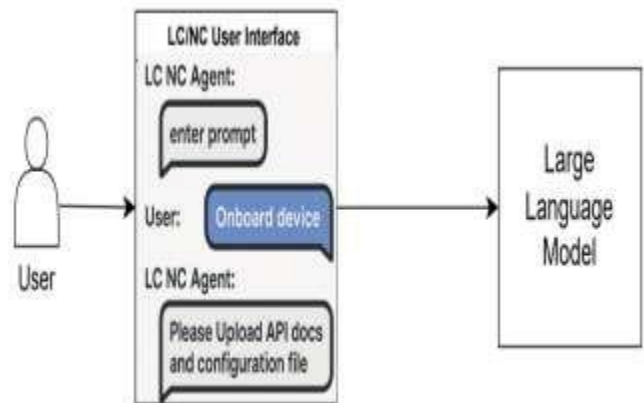 LC/NC User Interface
LC NC Agent:
enter prompt
User:
Onboard device
LC NC Agent:
Please Upload API docs
and configuration file
User
Large
Language
Model